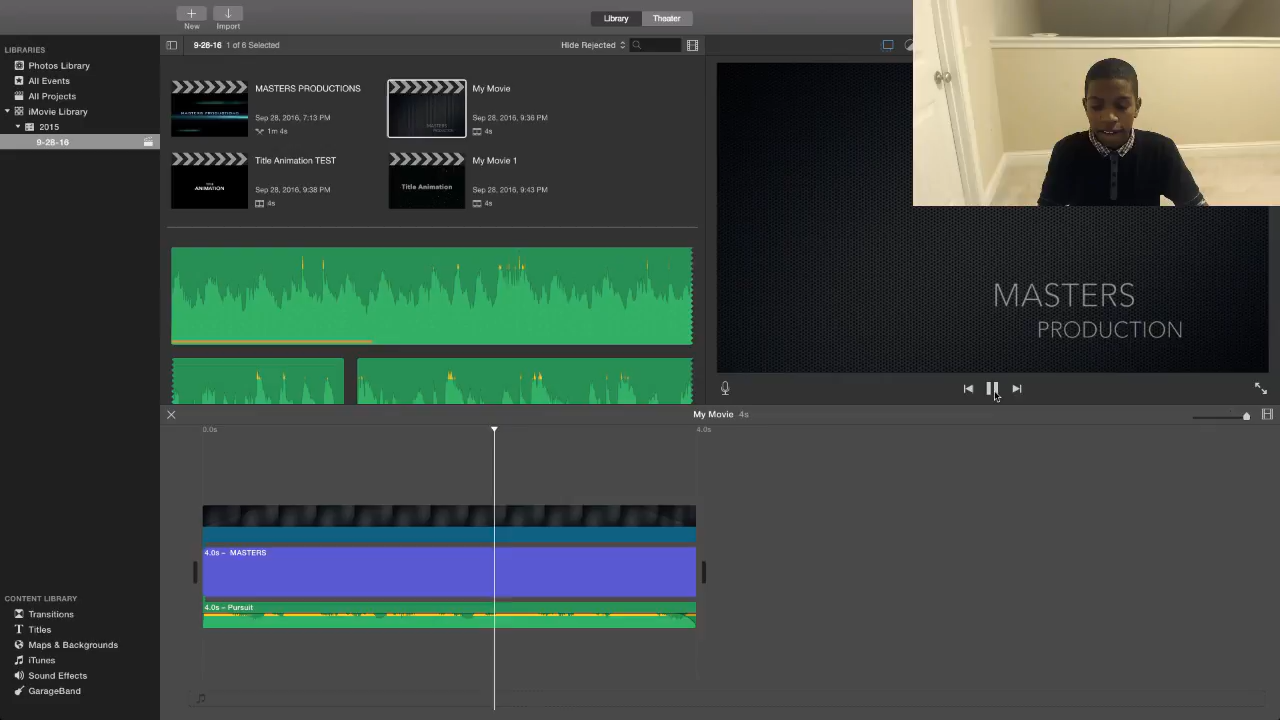 New
Import
Library
Theater
LIBRARIES
Photos Library
All Events
All Projects
iMovie Library
2015
9-28-16
9-28-16 1 of 6 Selected
Hide Rejected
MASTERS PRODUCTIONS
Sep 28, 2016, 7:13 PM
1m 4s
My Movie
Sep 28, 2016, 9:36 PM
4s
MASTERS
PRODUCTION
Title Animation TEST
Sep 28, 2016, 9:38 PM
4s
TITLE
ANIMATION
My Movie 1
Sep 28, 2016, 9:43 PM
4s
Title Animation
MASTERS
PRODUCTION
My Movie 4s
0.0s
4.0s
4.0s – MASTERS
4.0s – Pursuit
CONTENT LIBRARY
Transitions
Titles
Maps & Backgrounds
iTunes
Sound Effects
GarageBand